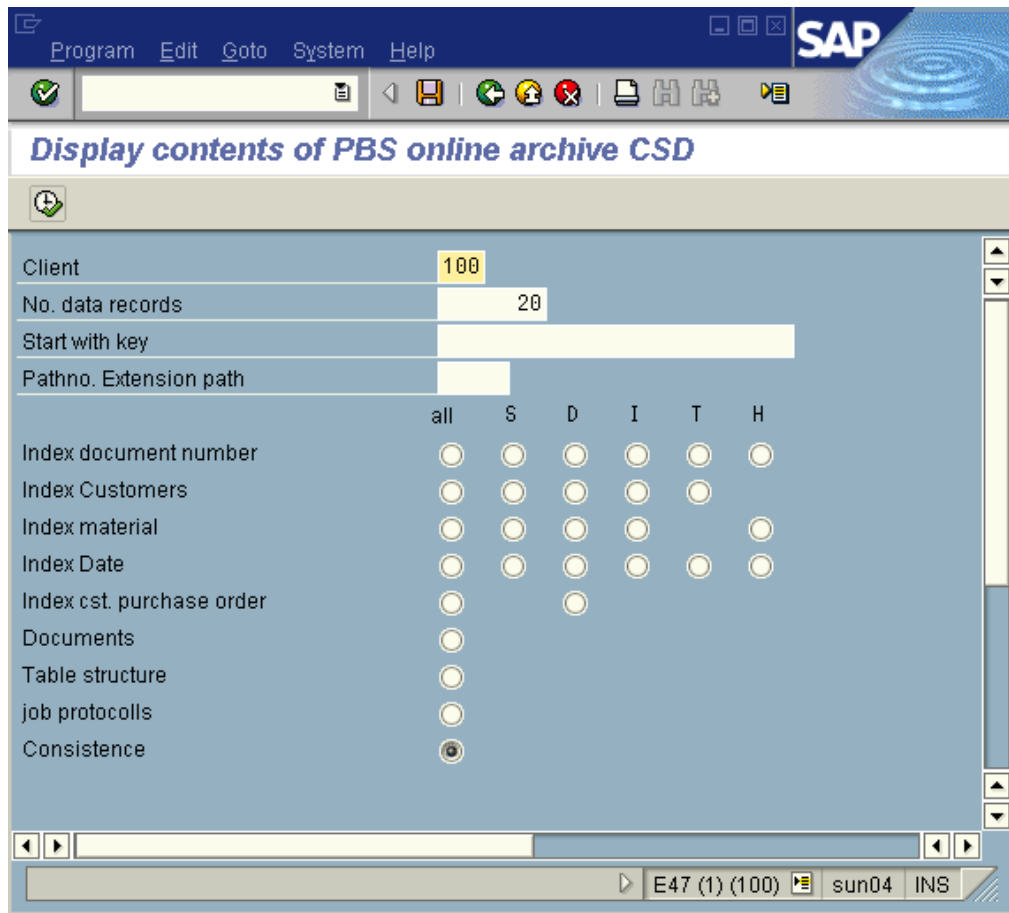 Program Edit Goto System Help
SAP
Display contents of PBS online archive CSD
Client 100
No. data records 20
Start with key
Pathno. Extension path
all S D I T H
Index document number
Index Customers
Index material
Index Date
Index cst. purchase order
Documents
Table structure
job protocolls
Consistence
E47 (1) (100) sun04 INS